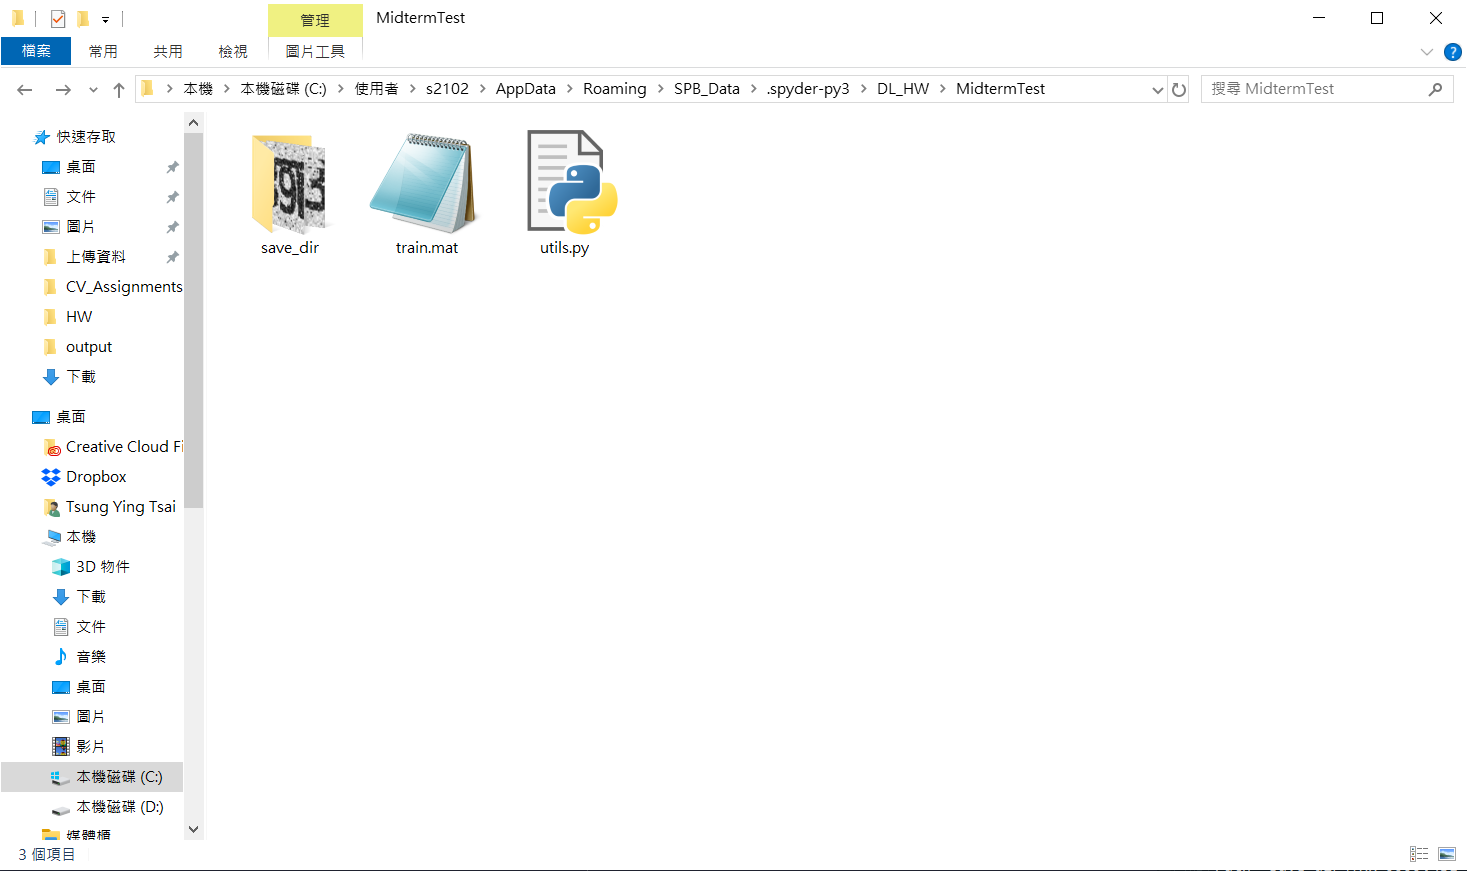 管理
MidtermTest
檔案
常用
共用
檢視
圖片工具
本機
本機磁碟 (C:)
使用者
s2102
AppData
Roaming
SPB_Data
.spyder-py3
DL_HW
MidtermTest
搜尋 MidtermTest
快速存取
桌面
文件
圖片
上傳資料
CV_Assignments
HW
output
下載
桌面
Creative Cloud Fi
Dropbox
Tsung Ying Tsai
本機
3D 物件
下載
文件
音樂
桌面
圖片
影片
本機磁碟 (C:)
本機磁碟 (D:)
媒體櫃
save_dir
train.mat
utils.py
3 個項目